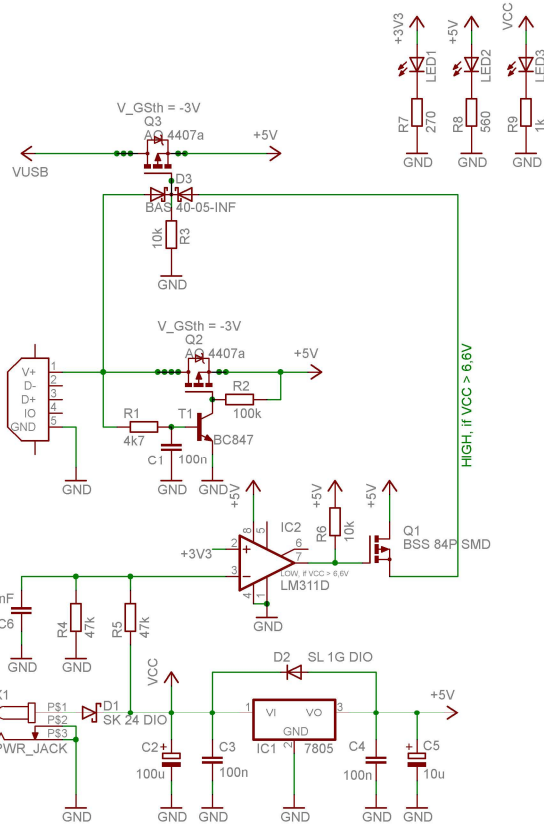 +3V3
LED1
R7
270
GND
+5V
LED2
R8
560
GND
VCC
LED3
R9
1k
GND
V_GSth = -3V
Q3
AO 4407a
VUSB
+5V
D3
BAS 40-05-INF
10k
R3
GND
V_GSth = -3V
Q2
AO 4407a
+5V
V+ 1
D- 2
D+ 3
IO 4
GND 5
R2
100k
R1
4k7
T1
BC847
C1
100n
GND
GND
GND
HIGH, if VCC > 6,6V
+5V
IC2
8
5
6
+3V3
2
+
7
3
-
LOW, if VCC > 6,6V
LM311D
4
1
GND
+5V
R6
10k
+5V
Q1
BSS 84P SMD
nF
C6
GND
R4
47k
GND
R5
47k
VCC
D2 SL 1G DIO
X1
P$1
P$2
P$3
PWR_JACK
D1
SK 24 DIO
1
VI VO
3
GND
2
IC1
7805
+5V
C2
+
100u
C3
100n
C4
100n
C5
+
10u
GND
GND
GND
GND
GND
GND